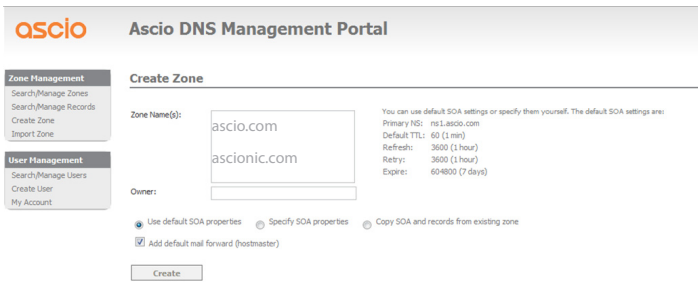 ascio
Ascio DNS Management Portal
Zone Management
Search/Manage Zones
Search/Manage Records
Create Zone
Import Zone
User Management
Search/Manage Users
Create User
My Account
Create Zone
Zone Name(s):
ascio.com
ascionic.com
You can use default SOA settings or specify them yourself. The default SOA settings are:
Primary NS: ns1.ascio.com
Default TTL: 60 (1 min)
Refresh: 3600 (1 hour)
Retry: 3600 (1 hour)
Expire: 604800 (7 days)
Owner:
Use default SOA properties Specify SOA properties Copy SOA and records from existing zone
Add default mail forward (hostmaster)
Create